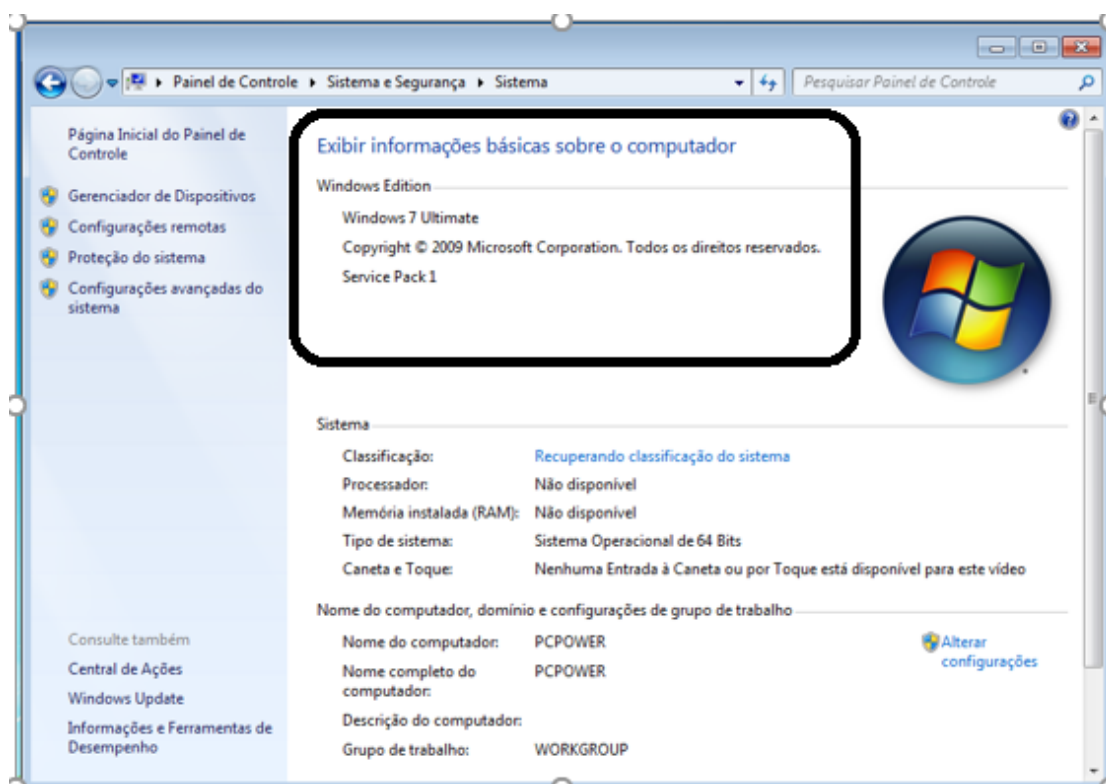 Painel de Controle Sistema e Segurança Sistema Pesquisar Painel de Controle
Página Inicial do Painel de
Controle
Gerenciador de Dispositivos
Configurações remotas
Proteção do sistema
Configurações avançadas do
sistema
Consulte também
Central de Ações
Windows Update
Informações e Ferramentas de
Desempenho
Exibir informações básicas sobre o computador
Windows Edition
Windows 7 Ultimate
Copyright © 2009 Microsoft Corporation. Todos os direitos reservados.
Service Pack 1
Sistema
Classificação: Recuperando classificação do sistema
Processador: Não disponível
Memória instalada (RAM): Não disponível
Tipo de sistema: Sistema Operacional de 64 Bits
Caneta e Toque: Nenhuma Entrada à Caneta ou por Toque está disponível para este vídeo
Nome do computador, domínio e configurações de grupo de trabalho
Nome do computador: PCPOWER
Nome completo do PCPOWER
computador:
Descrição do computador:
Grupo de trabalho: WORKGROUP
Alterar
configurações